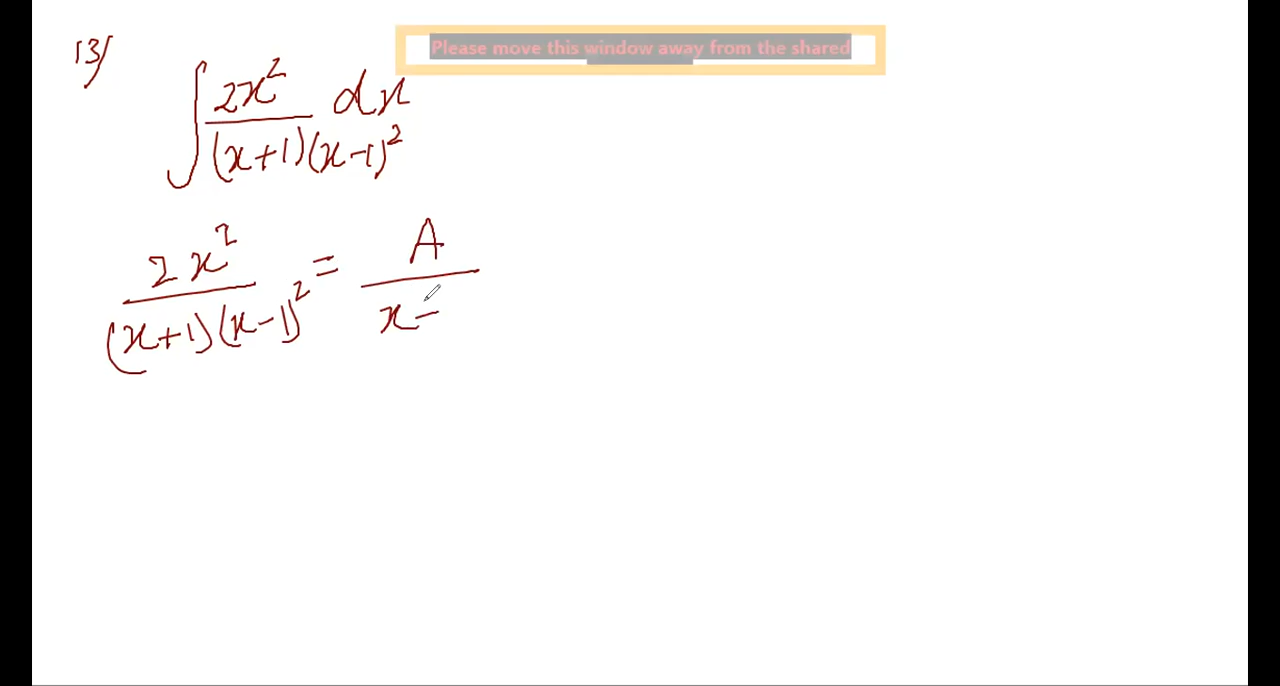 Please move this window away from the shared
13)
∫ 2x² / (x+1)(x-1)² dx
2x² / (x+1)(x-1)² = A / x-